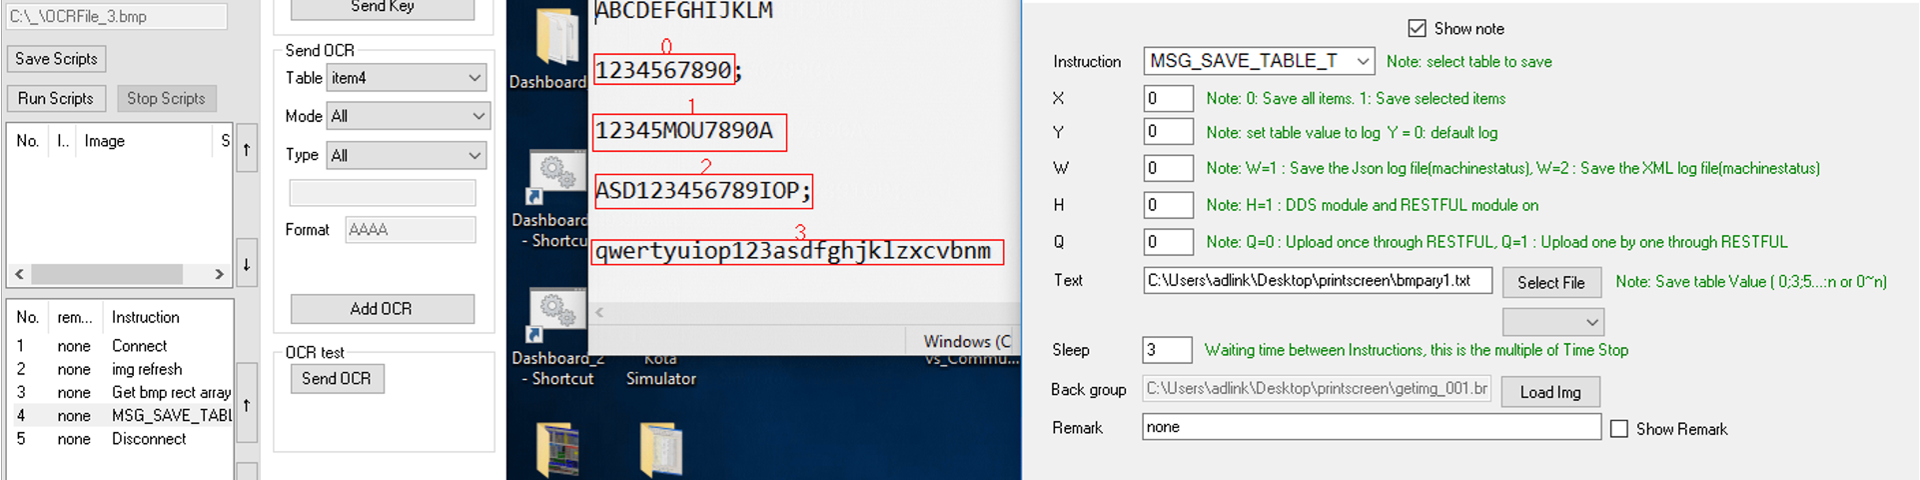 C:\_\OCRFile_3.bmp
Save Scripts
Run Scripts
Stop Scripts
No. I.. Image S
↑
↓
No. rem... Instruction
1 none Connect
2 none img refresh
3 none Get bmp rect array
4 none MSG_SAVE_TABL
5 none Disconnect
↑
Send Key
Send OCR
Table item4
Mode All
Type All
Format AAAA
Add OCR
OCR test
Send OCR
Dashboard
Dashboard
- Shortcu
Dashboard_2
- Shortcut
Kota
Simulator
vs_Commu...
ABCDEFGHIJKLM
0
1234567890;
1
12345MOU7890A
2
ASD123456789IOP;
3
qwertyuiop123asdfghjklzxcvbnm
Windows (C
Show note
Instruction MSG_SAVE_TABLE_T Note: select table to save
X 0 Note: 0: Save all items. 1: Save selected items
Y 0 Note: set table value to log Y = 0: default log
W 0 Note: W=1 : Save the Json log file(machinestatus), W=2 : Save the XML log file(machinestatus)
H 0 Note: H=1 : DDS module and RESTFUL module on
Q 0 Note: Q=0 : Upload once through RESTFUL, Q=1 : Upload one by one through RESTFUL
Text C:\Users\adlink\Desktop\printscreen\bmpary1.txt Select File Note: Save table Value ( 0;3;5...:n or 0~n)
Sleep 3 Waiting time between Instructions, this is the multiple of Time Stop
Back group C:\Users\adlink\Desktop\printscreen\getimg_001.br Load Img
Remark none Show Remark